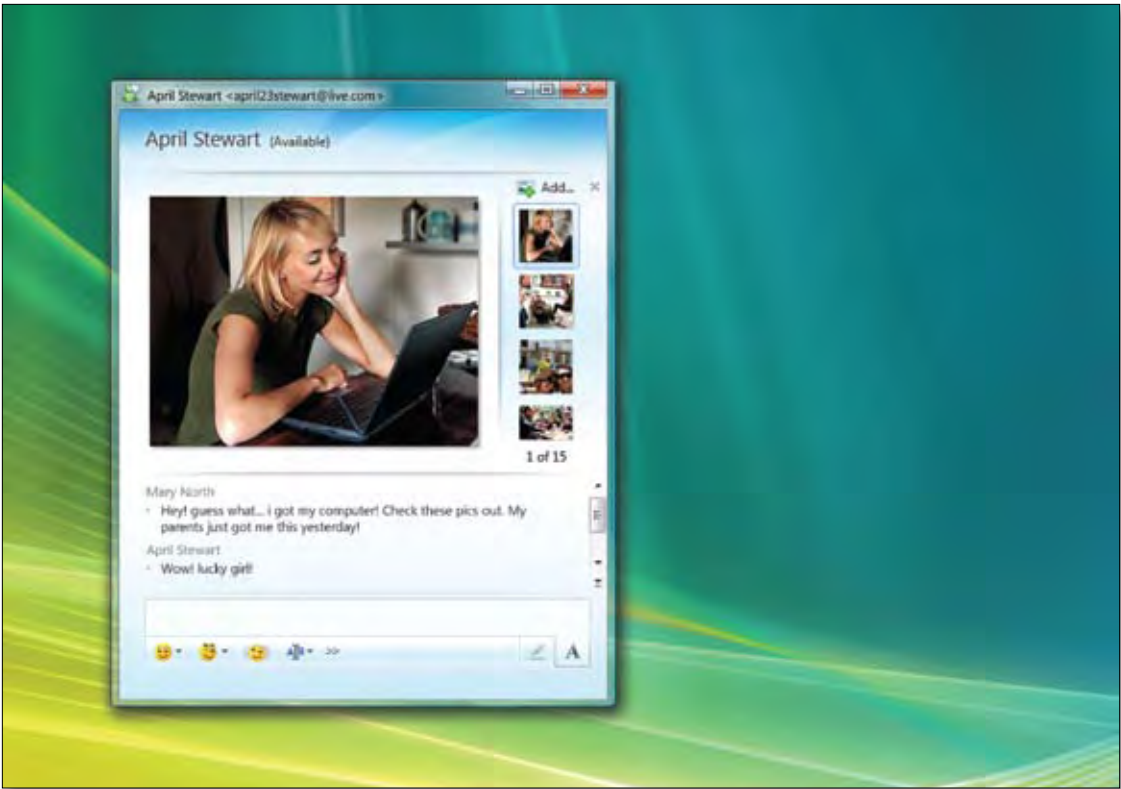 April Stewart <april23stewart@live.com>
April Stewart (Available)
Add...
1 of 15
Mary North
Hey! guess what... i got my computer! Check these pics out. My
parents just got me this yesterday!
April Stewart
Wow! lucky girl!
A